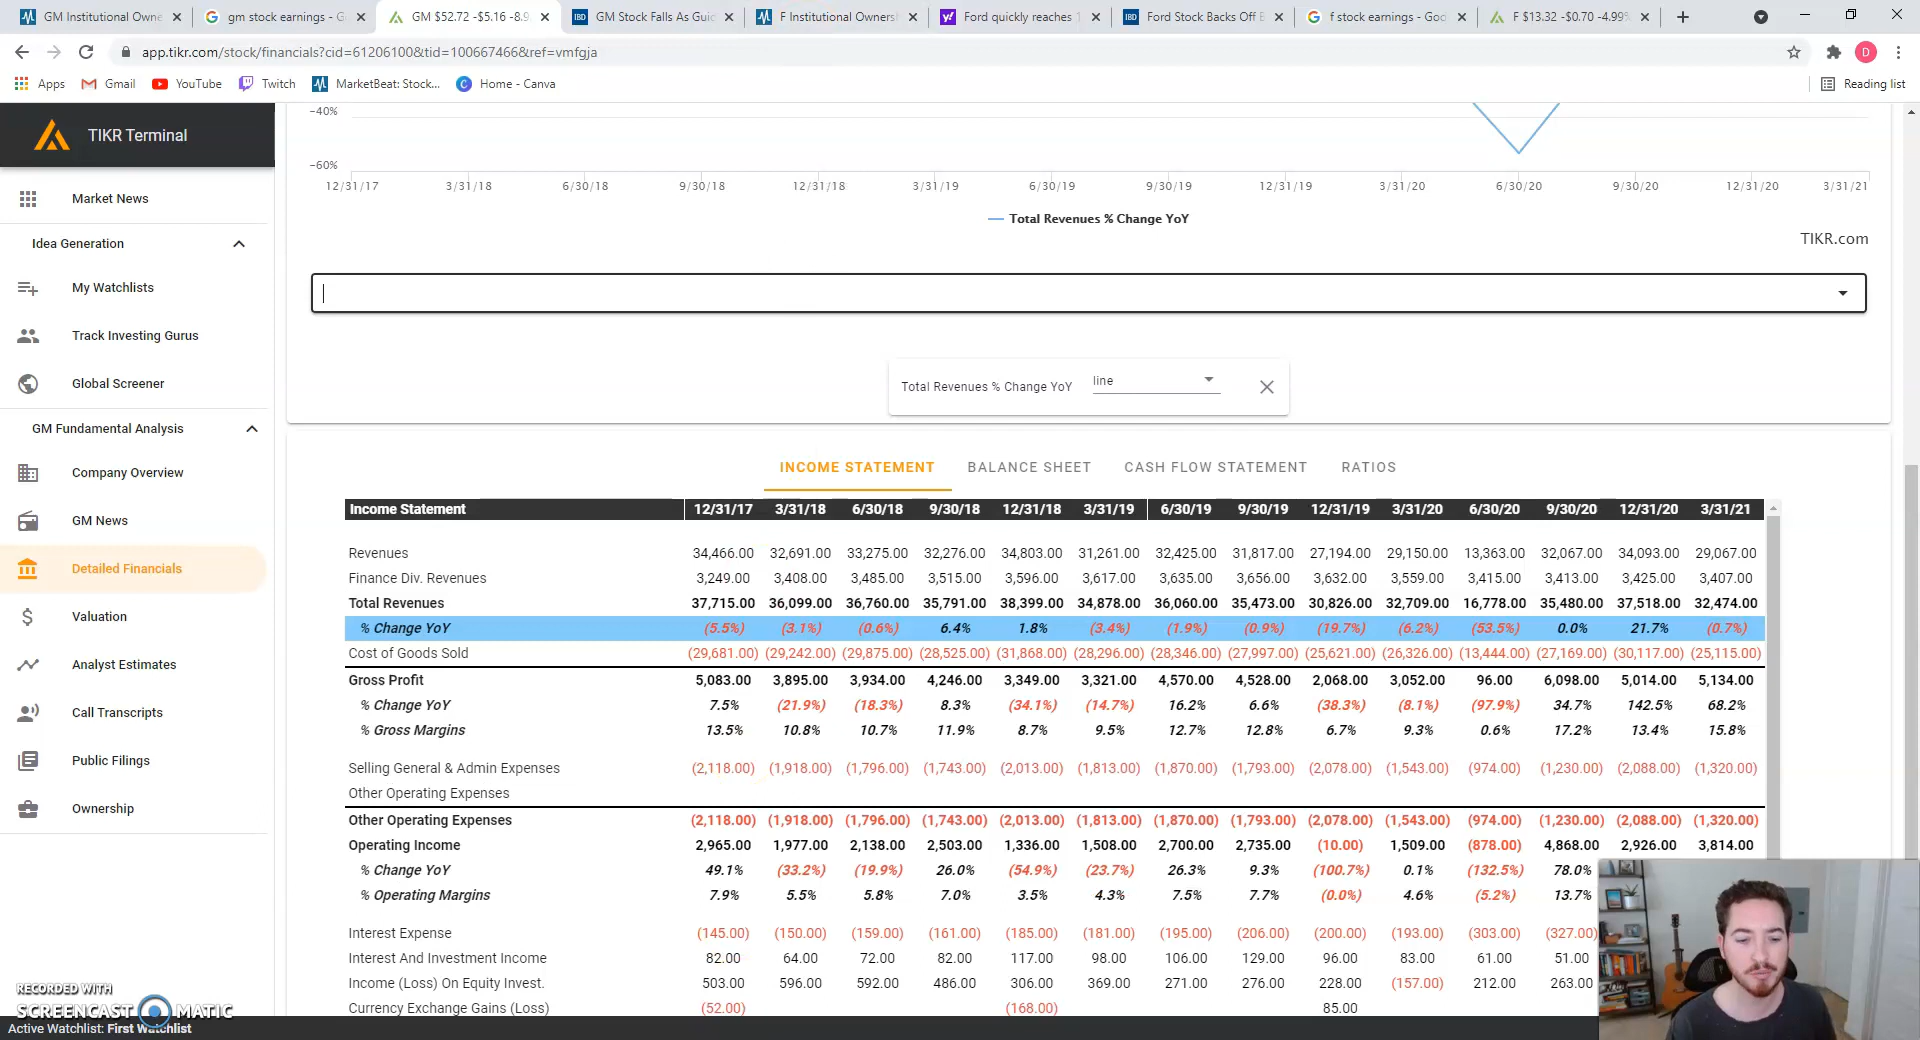 GM Institutional Owne
gm stock earnings - G
GM $52.72 -$5.16 -8.9
GM Stock Falls As Gui
F Institutional Owners
Ford quickly reaches 1
Ford Stock Backs Off
f stock earnings - Goo
F $13.32 -$0.70 -4.99%
app.tikr.com/stock/financials?cid=61206100&tid=100667466&ref=vmfgja
D
Apps
Gmail
YouTube
Twitch
MarketBeat: Stock...
Home - Canva
Reading list
TIKR Terminal
Market News
Idea Generation
My Watchlists
Track Investing Gurus
Global Screener
GM Fundamental Analysis
Company Overview
GM News
Detailed Financials
Valuation
Analyst Estimates
Call Transcripts
Public Filings
Ownership
RECORDED WITH
SCREENCAST MATIC
Active Watchlist: First Watchlist
-40%
-60%
12/31/17 3/31/18 6/30/18 9/30/18 12/31/18 3/31/19 6/30/19 9/30/19 12/31/19 3/31/20 6/30/20 9/30/20 12/31/20 3/31/21
Total Revenues % Change YoY
TIKR.com
Total Revenues % Change YoY line
INCOME STATEMENT BALANCE SHEET CASH FLOW STATEMENT RATIOS
Income Statement 12/31/17 3/31/18 6/30/18 9/30/18 12/31/18 3/31/19 6/30/19 9/30/19 12/31/19 3/31/20 6/30/20 9/30/20 12/31/20 3/31/21
Revenues 34,466.00 32,691.00 33,275.00 32,276.00 34,803.00 31,261.00 32,425.00 31,817.00 27,194.00 29,150.00 13,363.00 32,067.00 34,093.00 29,067.00
Finance Div. Revenues 3,249.00 3,408.00 3,485.00 3,515.00 3,596.00 3,617.00 3,635.00 3,656.00 3,632.00 3,559.00 3,415.00 3,413.00 3,425.00 3,407.00
Total Revenues 37,715.00 36,099.00 36,760.00 35,791.00 38,399.00 34,878.00 36,060.00 35,473.00 30,826.00 32,709.00 16,778.00 35,480.00 37,518.00 32,474.00
% Change YoY (5.5%) (3.1%) (0.6%) 6.4% 1.8% (3.4%) (1.9%) (0.9%) (19.7%) (6.2%) (53.5%) 0.0% 21.7% (0.7%)
Cost of Goods Sold (29,681.00) (29,242.00) (29,875.00) (28,525.00) (31,868.00) (28,296.00) (28,346.00) (27,997.00) (25,621.00) (26,326.00) (13,444.00) (27,169.00) (30,117.00) (25,115.00)
Gross Profit 5,083.00 3,895.00 3,934.00 4,246.00 3,349.00 3,321.00 4,570.00 4,528.00 2,068.00 3,052.00 96.00 6,098.00 5,014.00 5,134.00
% Change YoY 7.5% (21.9%) (18.3%) 8.3% (34.1%) (14.7%) 16.2% 6.6% (38.3%) (8.1%) (97.9%) 34.7% 142.5% 68.2%
% Gross Margins 13.5% 10.8% 10.7% 11.9% 8.7% 9.5% 12.7% 12.8% 6.7% 9.3% 0.6% 17.2% 13.4% 15.8%
Selling General & Admin Expenses (2,118.00) (1,918.00) (1,796.00) (1,743.00) (2,013.00) (1,813.00) (1,870.00) (1,793.00) (2,078.00) (1,543.00) (974.00) (1,230.00) (2,088.00) (1,320.00)
Other Operating Expenses
Other Operating Expenses (2,118.00) (1,918.00) (1,796.00) (1,743.00) (2,013.00) (1,813.00) (1,870.00) (1,793.00) (2,078.00) (1,543.00) (974.00) (1,230.00) (2,088.00) (1,320.00)
Operating Income 2,965.00 1,977.00 2,138.00 2,503.00 1,336.00 1,508.00 2,700.00 2,735.00 (10.00) 1,509.00 (878.00) 4,868.00 2,926.00 3,814.00
% Change YoY 49.1% (33.2%) (19.9%) 26.0% (54.9%) (23.7%) 26.3% 9.3% (100.7%) 0.1% (132.5%) 78.0%
% Operating Margins 7.9% 5.5% 5.8% 7.0% 3.5% 4.3% 7.5% 7.7% (0.0%) 4.6% (5.2%) 13.7%
Interest Expense (145.00) (150.00) (159.00) (161.00) (185.00) (181.00) (195.00) (206.00) (200.00) (193.00) (303.00) (327.00)
Interest And Investment Income 82.00 64.00 72.00 82.00 117.00 98.00 106.00 129.00 96.00 83.00 61.00 51.00
Income (Loss) On Equity Invest. 503.00 596.00 592.00 486.00 306.00 369.00 271.00 276.00 228.00 (157.00) 212.00 263.00
Currency Exchange Gains (Loss) (52.00) (168.00) 85.00